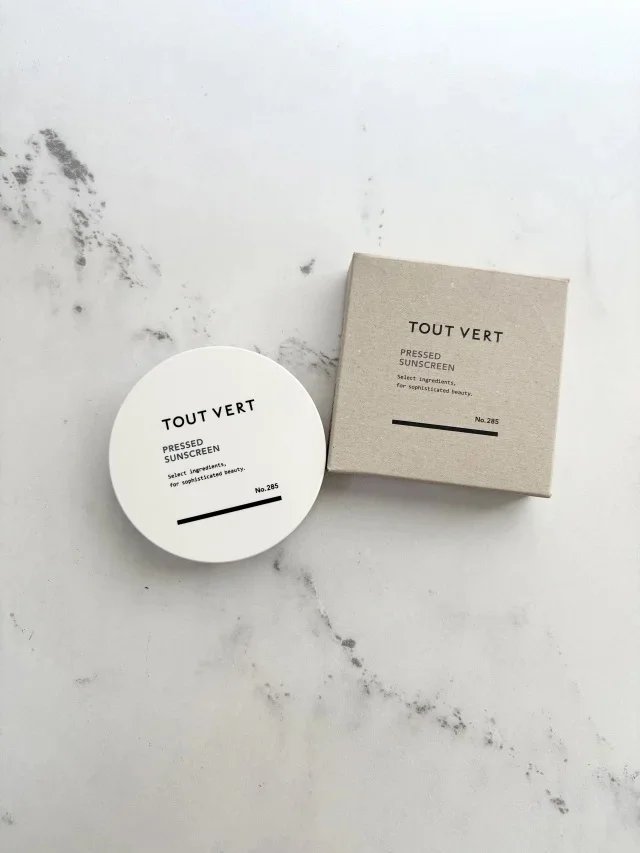 TOUT VERT
PRESSED
SUNSCREEN
Select ingredients,
for sophisticated beauty.
No.285
TOUT VERT
PRESSED
SUNSCREEN
Select ingredients,
for sophisticated beauty.
No.285